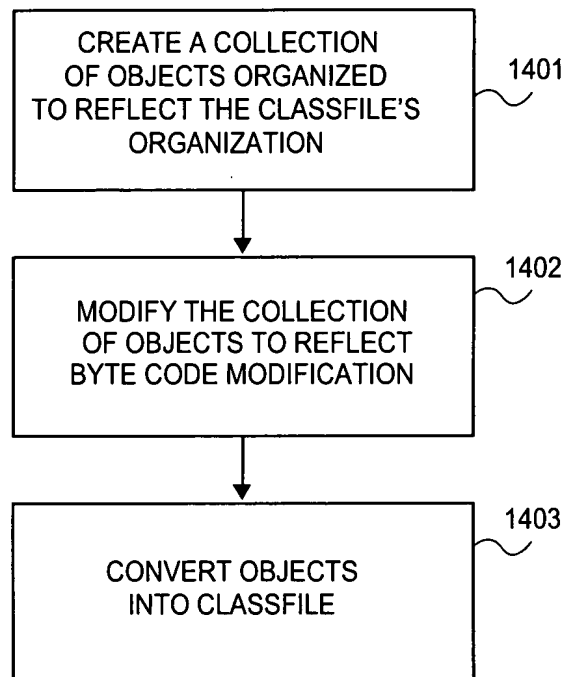 CREATE A COLLECTION
OF OBJECTS ORGANIZED
TO REFLECT THE CLASSFILE'S
ORGANIZATION
1401
1402
MODIFY THE COLLECTION
OF OBJECTS TO REFLECT
BYTE CODE MODIFICATION
1403
CONVERT OBJECTS
INTO CLASSFILE